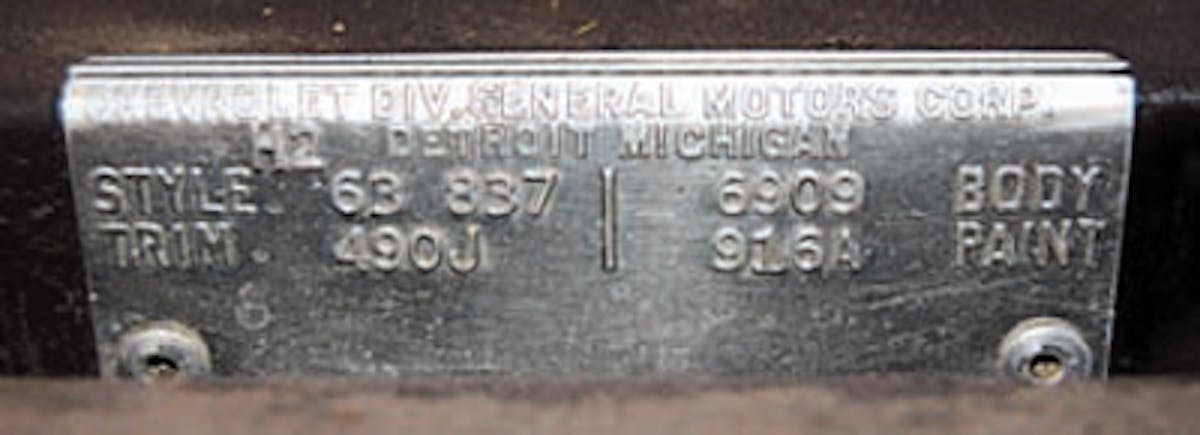 CHEVROLET DIV. GENERAL MOTORS CORP.
H2 DETROIT MICHIGAN
STYLE 63 837 6909 BODY
TRIM. 490J 916A PAINT